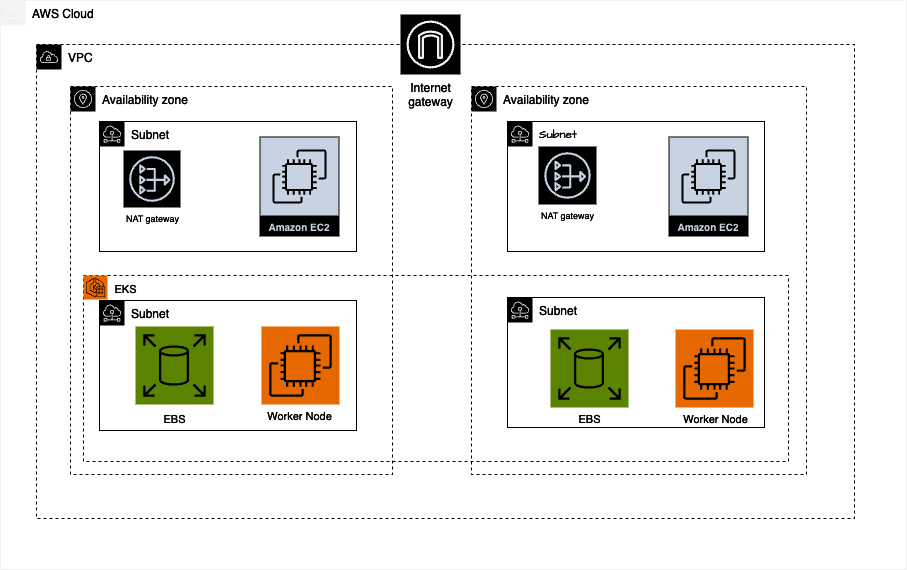 AWS Cloud
VPC
Internet
gateway
Availability zone
Availability zone
Subnet
Subnet
NAT gateway
Amazon EC2
NAT gateway
Amazon EC2
EKS
Subnet
Subnet
EBS
Worker Node
EBS
Worker Node